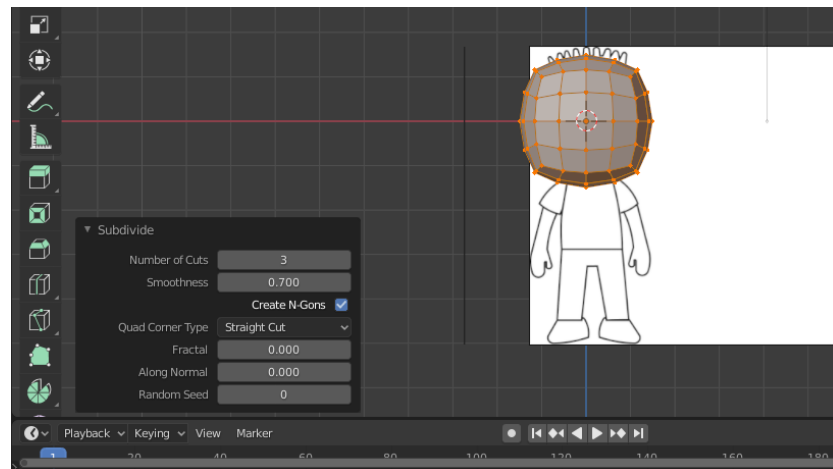 Subdivide
Number of Cuts 3
Smoothness 0.700
Create N-Gons
Quad Corner Type Straight Cut
Fractal 0.000
Along Normal 0.000
Random Seed 0
Playback Keying View Marker
1 20 40 60 80 100 120 140 160 180